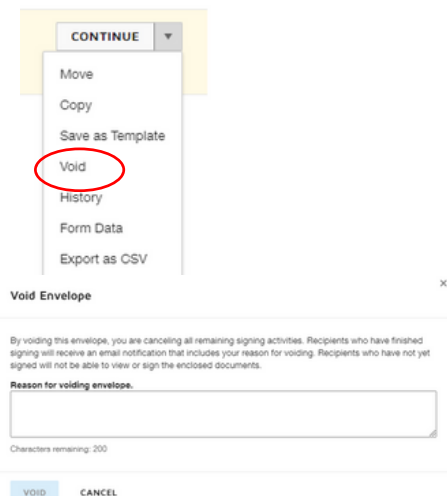 CONTINUE
Move
Copy
Save as Template
Void
History
Form Data
Export as CSV
Void Envelope
By voiding this envelope, you are canceling all remaining signing activities. Recipients who have finished
signing will receive an email notification that includes your reason for voiding. Recipients who have not yet
signed will not be able to view or sign the enclosed documents.
Reason for voiding envelope.
Characters remaining: 200
VOID CANCEL